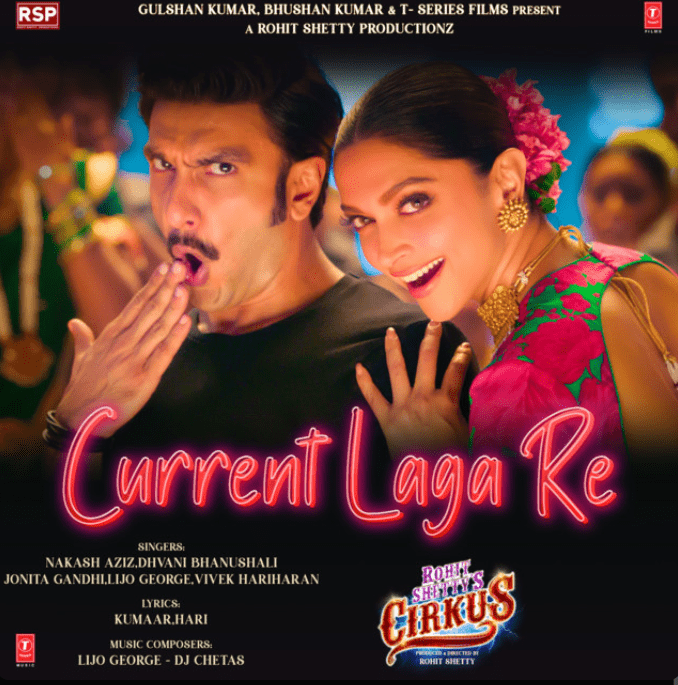 RSP
GULSHAN KUMAR, BHUSHAN KUMAR & T- SERIES FILMS PRESENT
A ROHIT SHETTY PRODUCTIONZ
T
FILMS
Current Laga Re
SINGERS:
NAKASH AZIZ,DHVANI BHANUSHALI
JONITA GANDHI,LIJO GEORGE,VIVEK HARIHARAN
LYRICS:
KUMAAR,HARI
MUSIC COMPOSERS:
LIJO GEORGE - DJ CHETAS
T
MUSIC
ROHIT
SHETTY'S
CIRKUS
PRODUCED & DIRECTED BY
ROHIT SHETTY